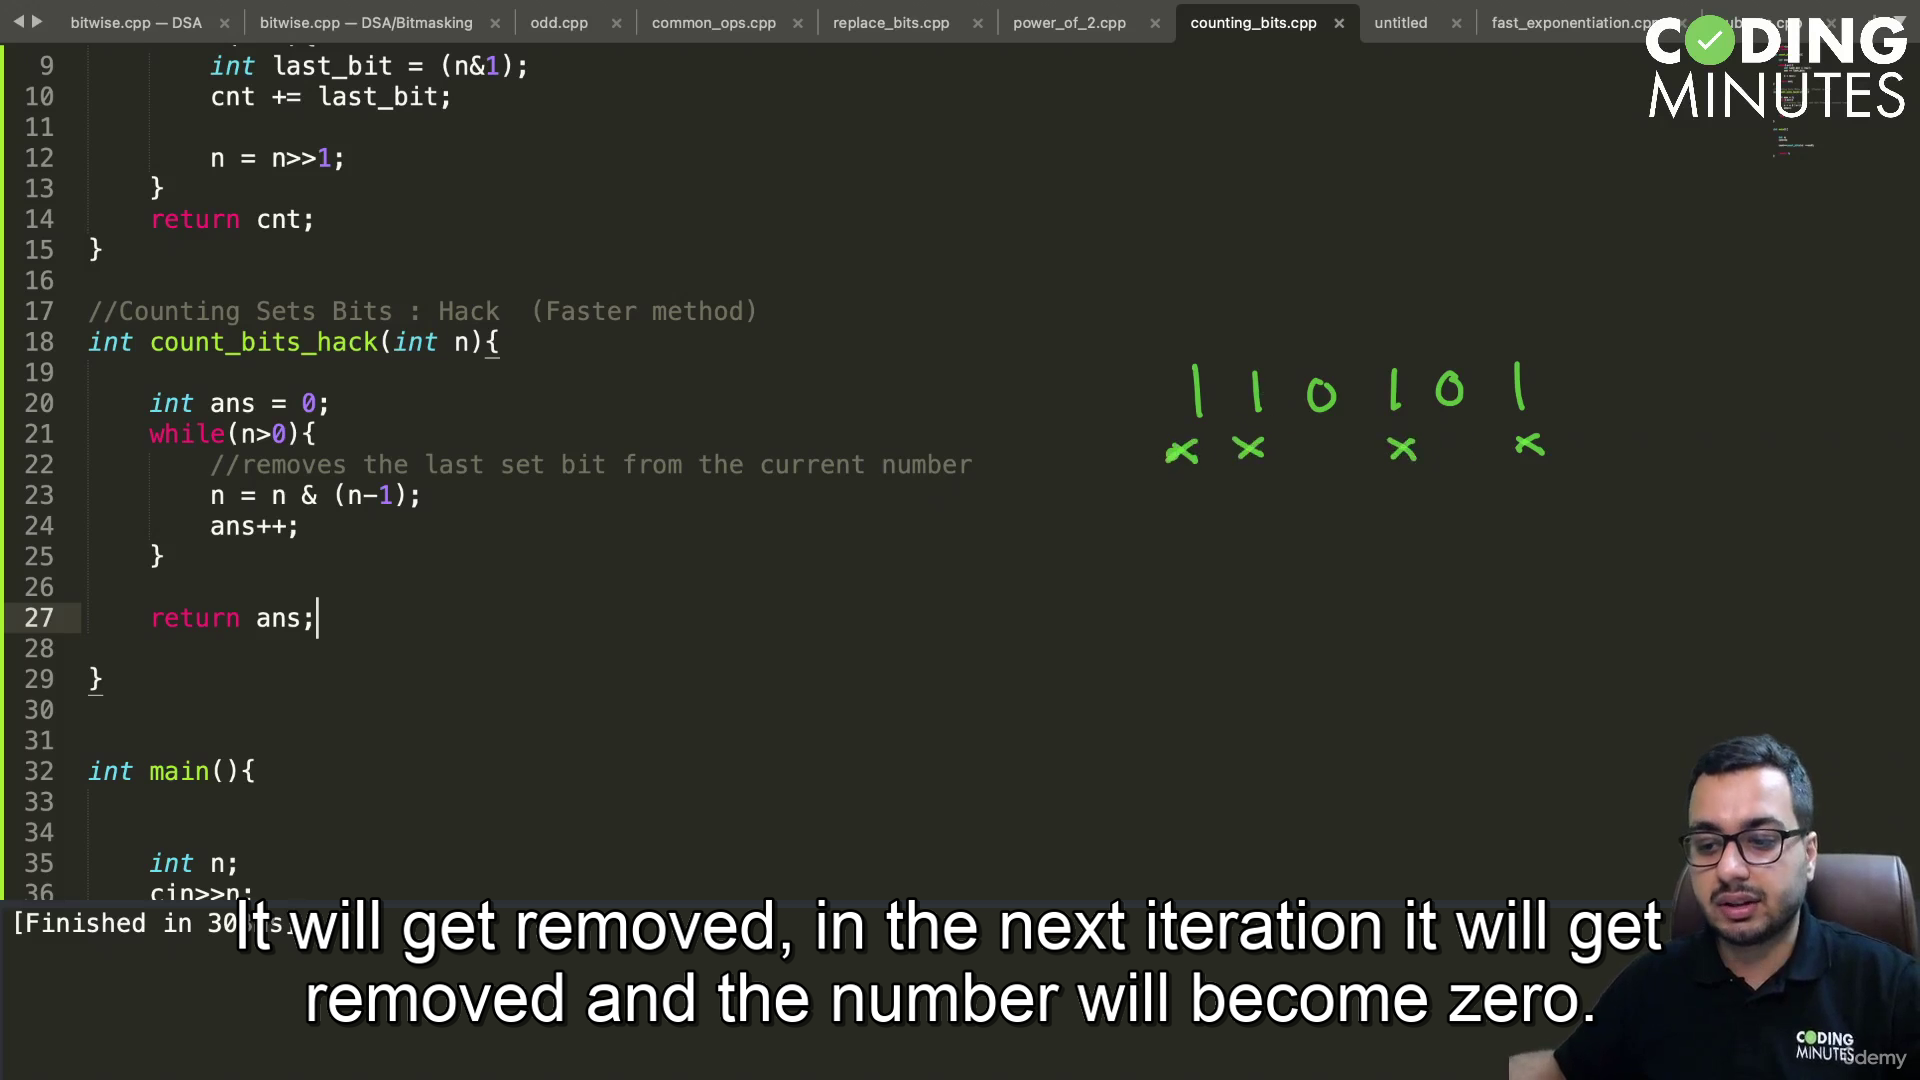 bitwise.cpp — DSA × bitwise.cpp — DSA/Bitmasking × odd.cpp × common_ops.cpp × replace_bits.cpp × power_of_2.cpp × counting_bits.cpp × untitled × fast_exponentiation.cpp
CODING
MINUTES
9 int last_bit = (n&1);
10 cnt += last_bit;
11
12 n = n>>1;
13 }
14 return cnt;
15 }
16
17 //Counting Sets Bits : Hack (Faster method)
18 int count_bits_hack(int n){
19
1 1 0 1 0 1
20 int ans = 0;
21 while(n>0){
x x x x
22 //removes the last set bit from the current number
23 n = n & (n-1);
24 ans++;
25 }
26
27 return ans;
28
29 }
30
31
32 int main(){
33
34
35 int n;
36 cin>>n;
[Finished in 30
It will get removed, in the next iteration it will get
removed and the number will become zero.
CODING
MINUTES
Udemy